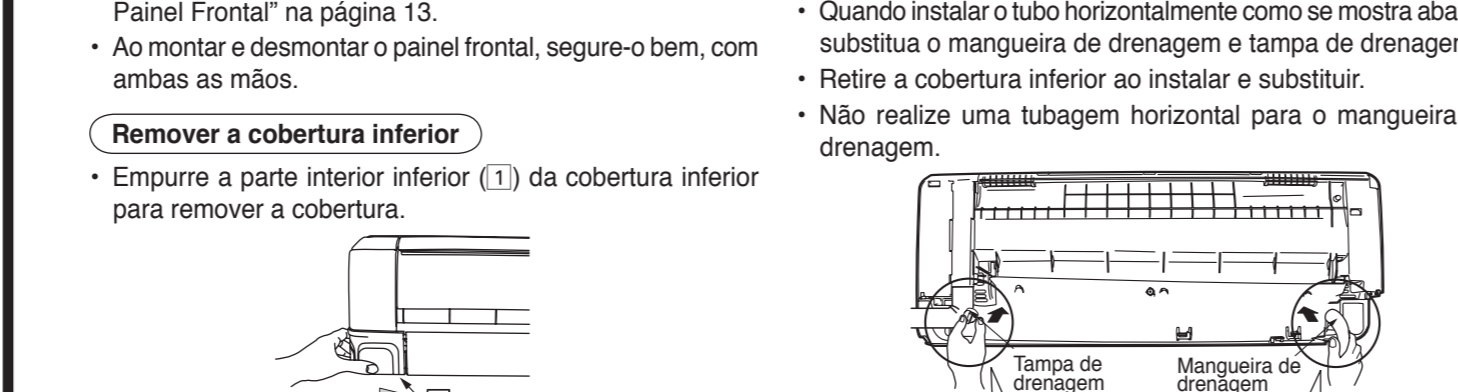 Painel Frontal” na página 13.
• Ao montar e desmontar o painel frontal, segure-o bem, com
ambas as mãos.
Remover a cobertura inferior
• Empurre a parte interior inferior (1) da cobertura inferior
para remover a cobertura.
• Quando instalar o tubo horizontalmente como se mostra aba
substitua o mangueira de drenagem e tampa de drenagem
• Retire a cobertura inferior ao instalar e substituir.
• Não realize uma tubagem horizontal para o mangueira
drenagem.
Tampa de
drenagem
Mangueira de
drenagem